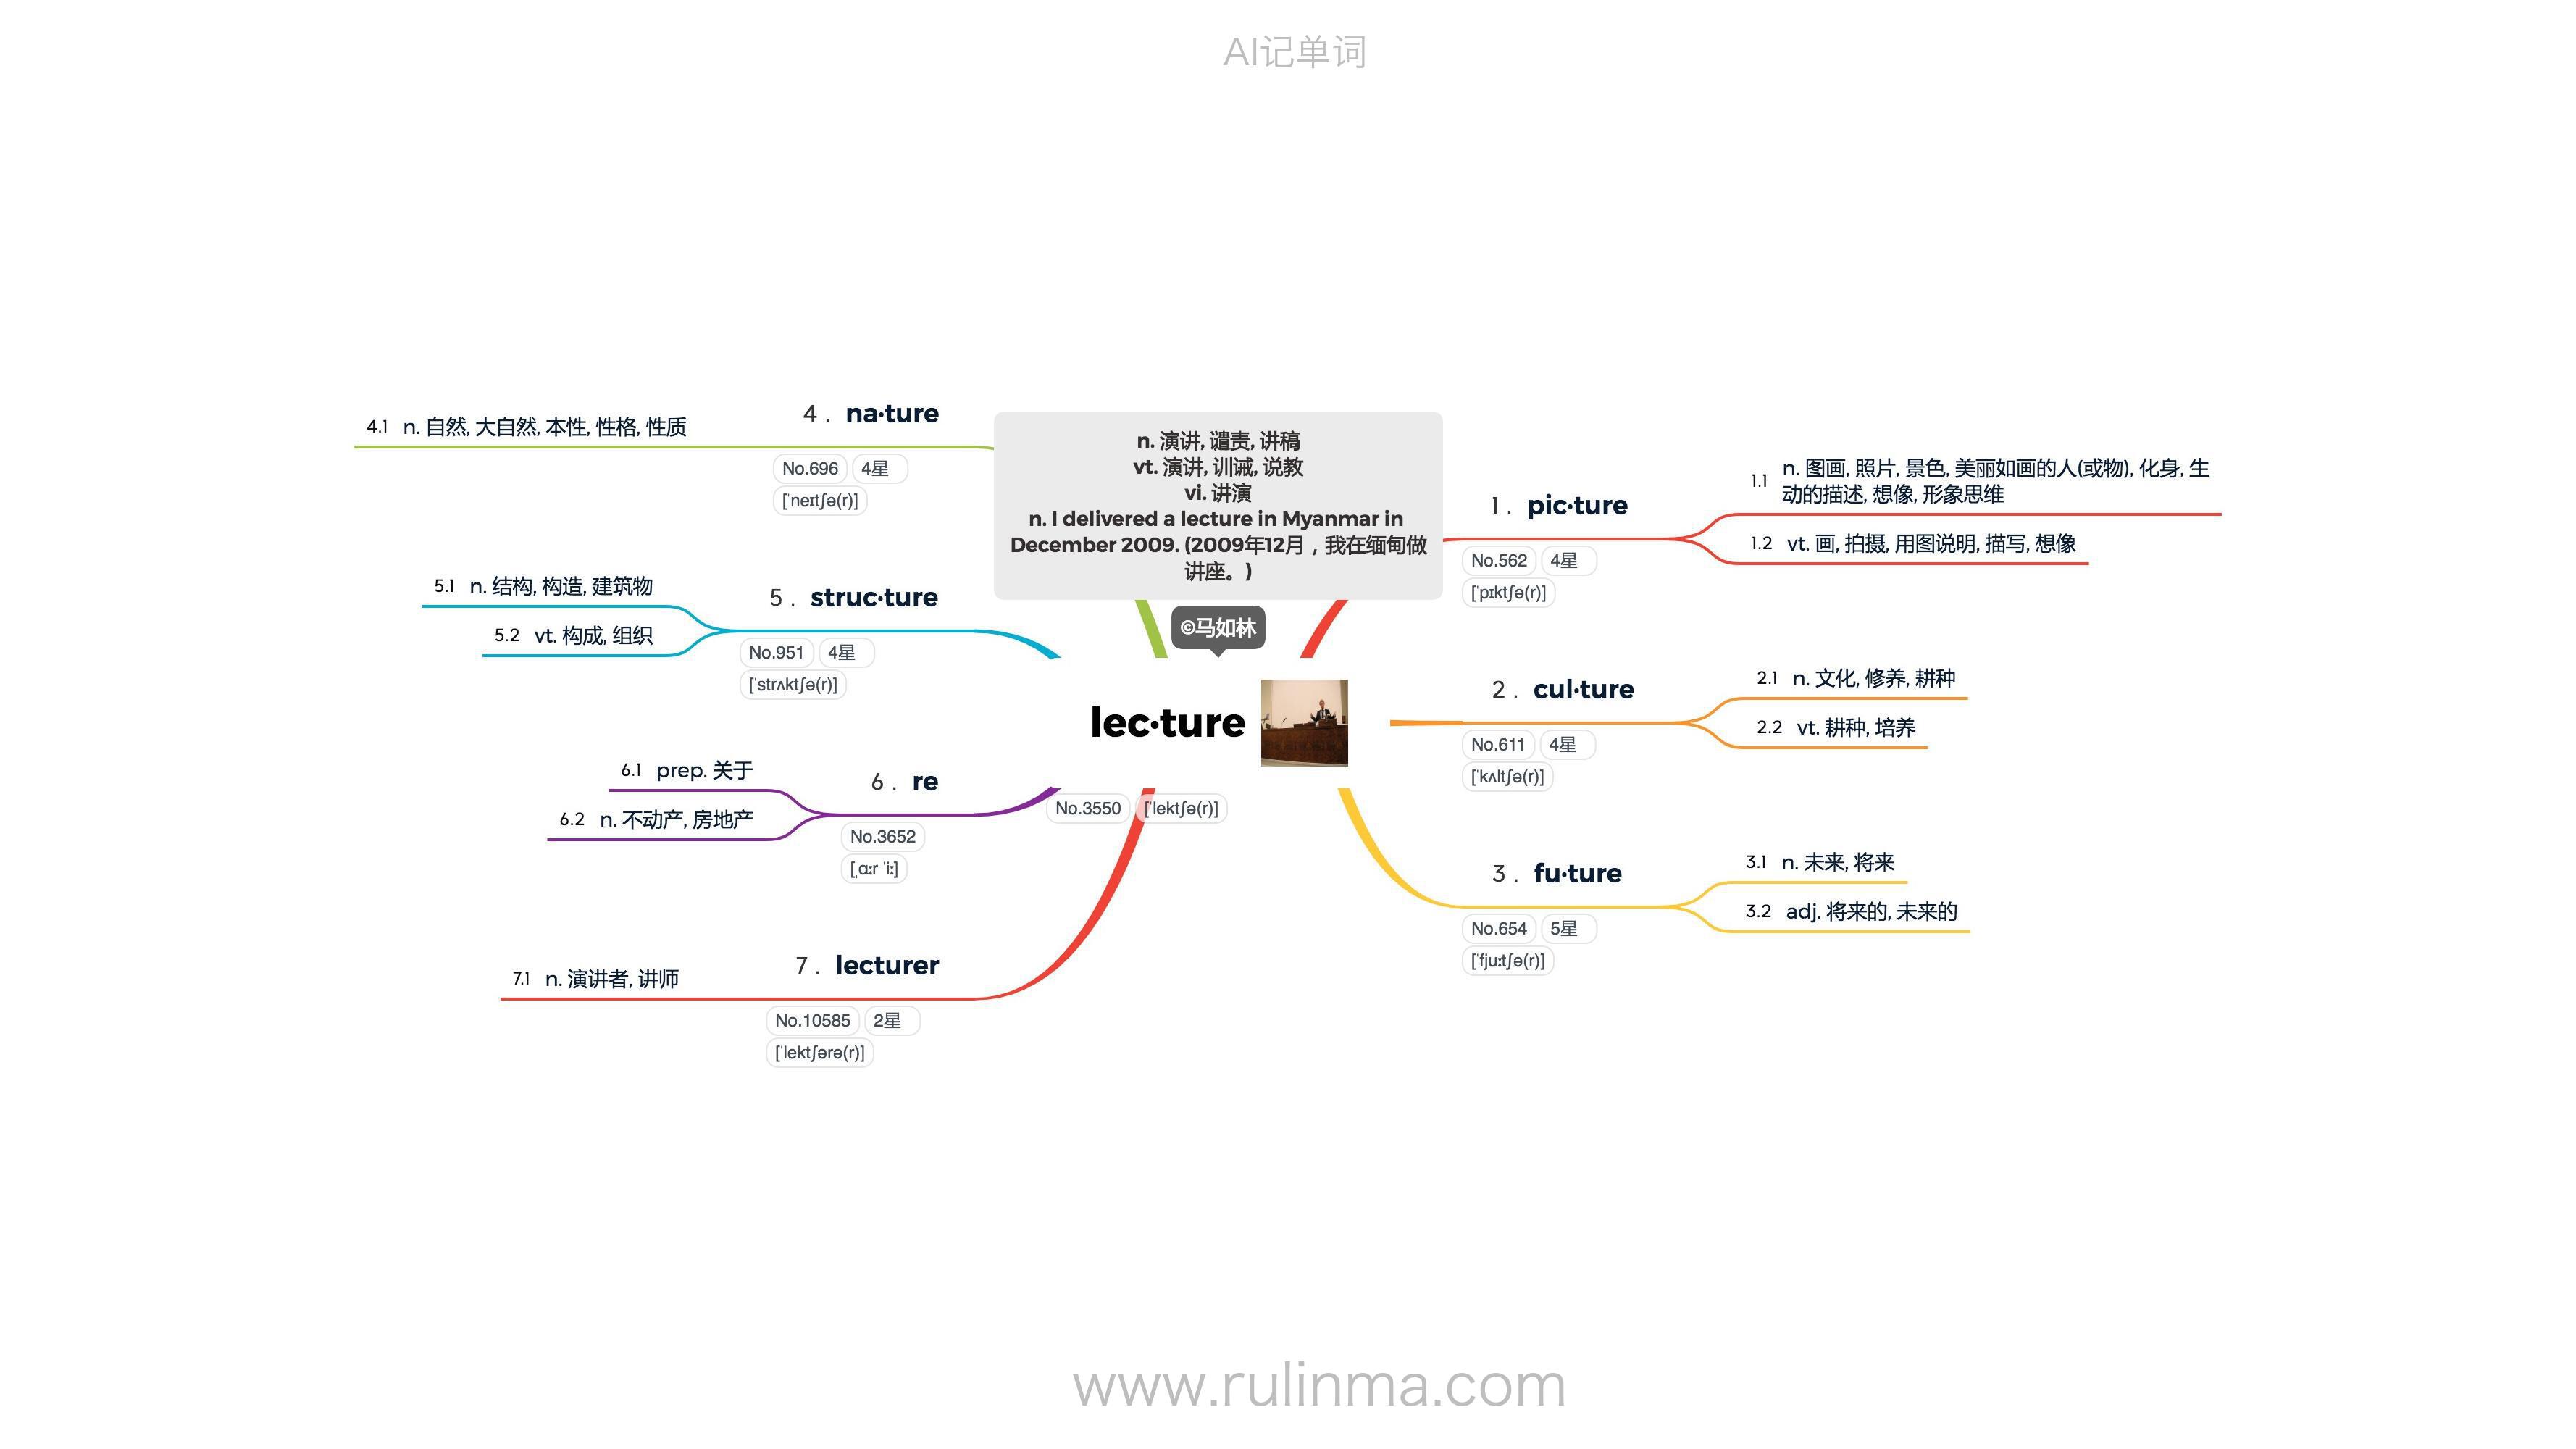 AI记单词
n. 演讲, 谴责, 讲稿
vt. 演讲, 训诫, 说教
vi. 讲演
n. I delivered a lecture in Myanmar in
December 2009. (2009年12月，我在缅甸做
讲座。)
©马如林
lec·ture
No.3550 [ˈlektʃə(r)]
1. pic·ture
No.562 4星
[ˈpɪktʃə(r)]
1.1 n. 图画, 照片, 景色, 美丽如画的人(或物), 化身, 生
动的描述, 想像, 形象思维
1.2 vt. 画, 拍摄, 用图说明, 描写, 想像
2. cul·ture
No.611 4星
[ˈkʌltʃə(r)]
2.1 n. 文化, 修养, 耕种
2.2 vt. 耕种, 培养
3. fu·ture
No.654 5星
[ˈfjuːtʃə(r)]
3.1 n. 未来, 将来
3.2 adj. 将来的, 未来的
4. na·ture
No.696 4星
[ˈneɪtʃə(r)]
4.1 n. 自然, 大自然, 本性, 性格, 性质
5. struc·ture
No.951 4星
[ˈstrʌktʃə(r)]
5.1 n. 结构, 构造, 建筑物
5.2 vt. 构成, 组织
6. re
No.3652
[ˌɑːr ˈiː]
6.1 prep. 关于
6.2 n. 不动产, 房地产
7. lecturer
No.10585 2星
[ˈlektʃərə(r)]
7.1 n. 演讲者, 讲师
www.rulinma.com